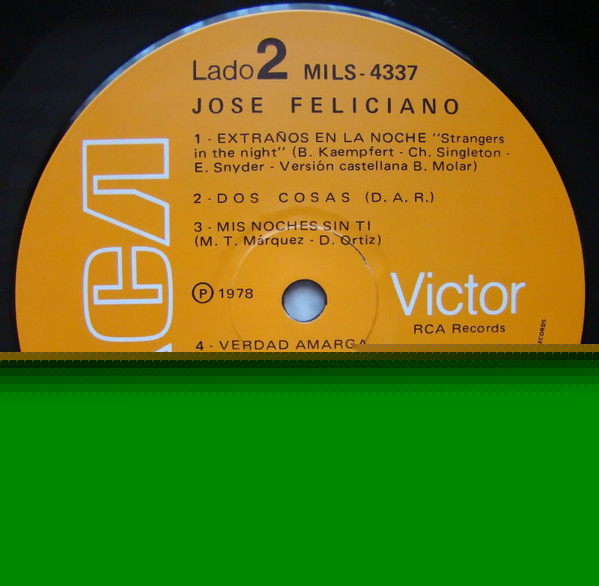 Lado 2 MILS-4337
JOSE FELICIANO
1 - EXTRAÑOS EN LA NOCHE "Strangers
in the night" (B. Kaempfert - Ch. Singleton -
E. Snyder - Versión castellana B. Molar)
2 - DOS COSAS (D. A. R.)
3 - MIS NOCHES SIN TI
(M. T. Márquez - D. Ortiz)
Ⓟ 1978
Victor
RCA Records
4 - VERDAD AMARGA
RCA
RECORDS